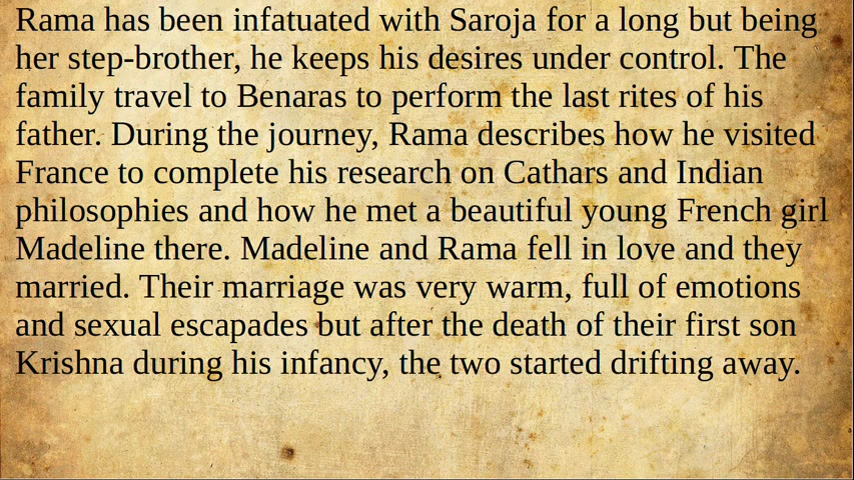 Rama has been infatuated with Saroja for a long but being
her step-brother, he keeps his desires under control. The
family travel to Benaras to perform the last rites of his
father. During the journey, Rama describes how he visited
France to complete his research on Cathars and Indian
philosophies and how he met a beautiful young French girl
Madeline there. Madeline and Rama fell in love and they
married. Their marriage was very warm, full of emotions
and sexual escapades but after the death of their first son
Krishna during his infancy, the two started drifting away.